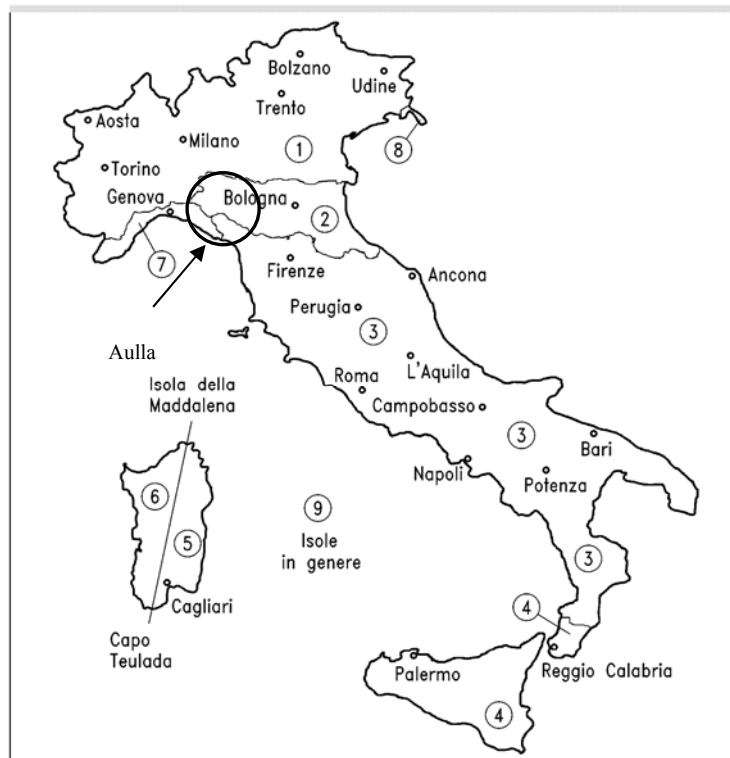 Bolzano
Udine
Trento
Aosta
Milano
1
8
Torino
Genova
Bologna
2
7
Firenze
Ancona
Perugia
3
Aulla
L'Aquila
Roma
Isola della
Maddalena
Campobasso
3
Bari
Napoli
Potenza
6
9
5
Isole
in genere
3
Cagliari
4
Capo
Teulada
Palermo
Reggio Calabria
4